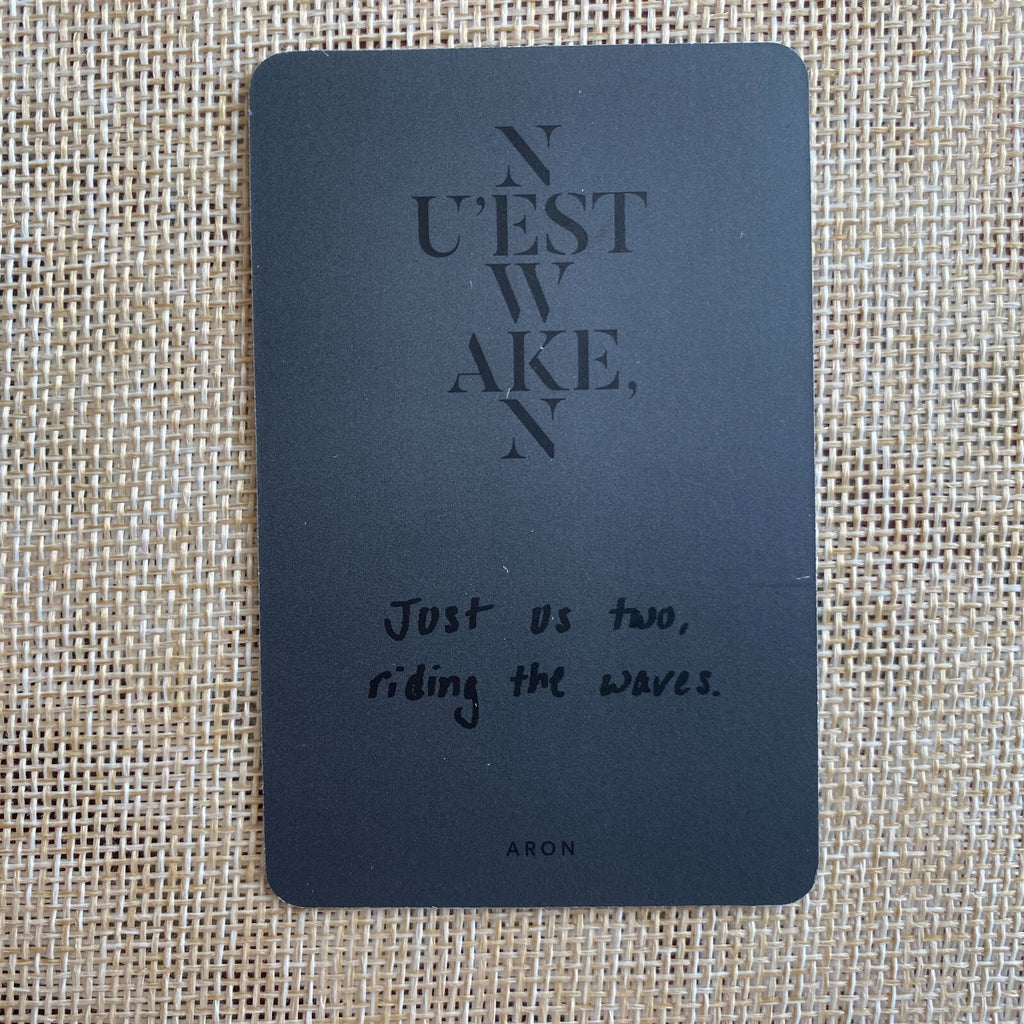 N
U'EST
W
AKE,
N
Just us two,
riding the waves.
ARON